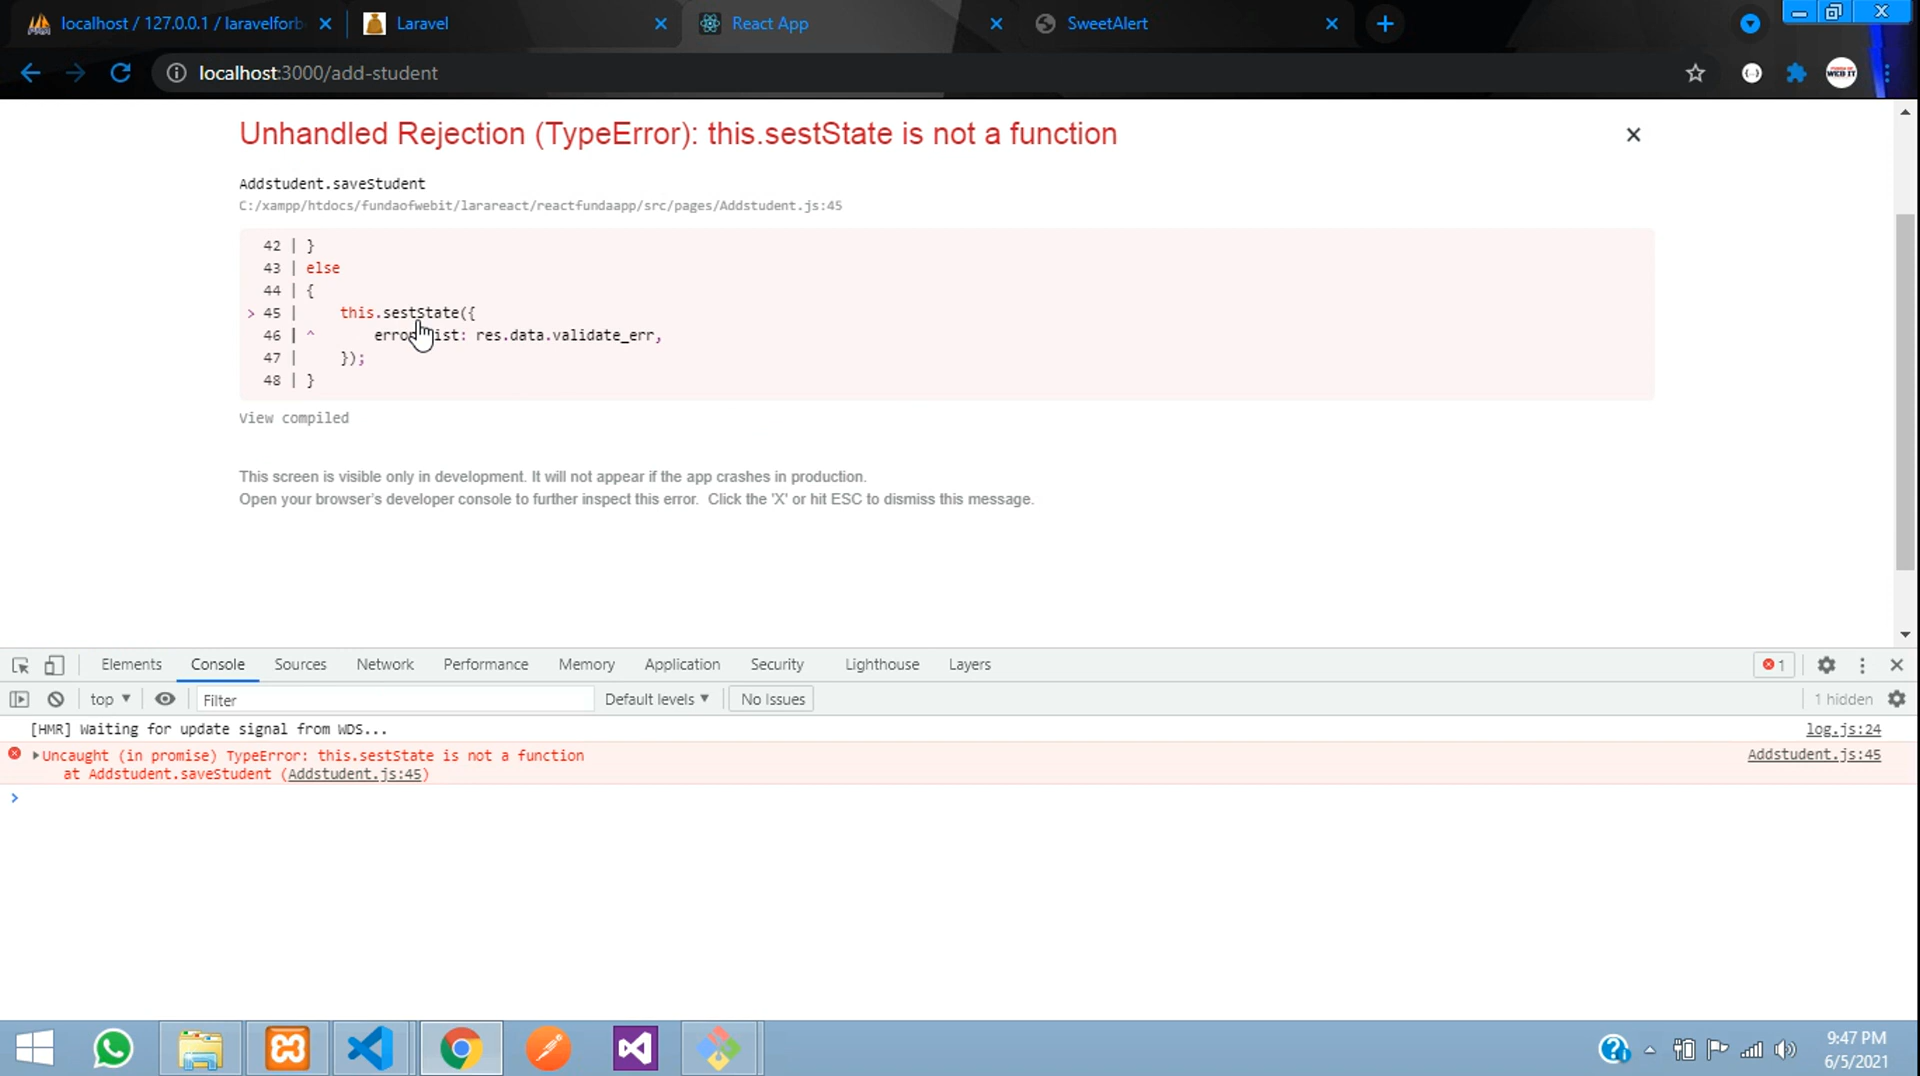 localhost / 127.0.0.1 / laravelforb
Laravel
React App
SweetAlert
localhost:3000/add-student
Unhandled Rejection (TypeError): this.sestState is not a function
Addstudent.saveStudent
C:/xampp/htdocs/fundaofwebit/larareact/reactfundaapp/src/pages/Addstudent.js:45
42 | }
43 | else
44 | {
> 45 | this.sestState({
46 | ^ res.data.validate_err,
47 | });
48 | }
View compiled
This screen is visible only in development. It will not appear if the app crashes in production.
Open your browser's developer console to further inspect this error. Click the 'X' or hit ESC to dismiss this message.
Elements Console Sources Network Performance Memory Application Security Lighthouse Layers 1
top Filter Default levels No Issues 1 hidden
[HMR] Waiting for update signal from WDS... log.js:24
Uncaught (in promise) TypeError: this.sestState is not a function Addstudent.js:45
at Addstudent.saveStudent (Addstudent.js:45)
>
9:47 PM
6/5/2021